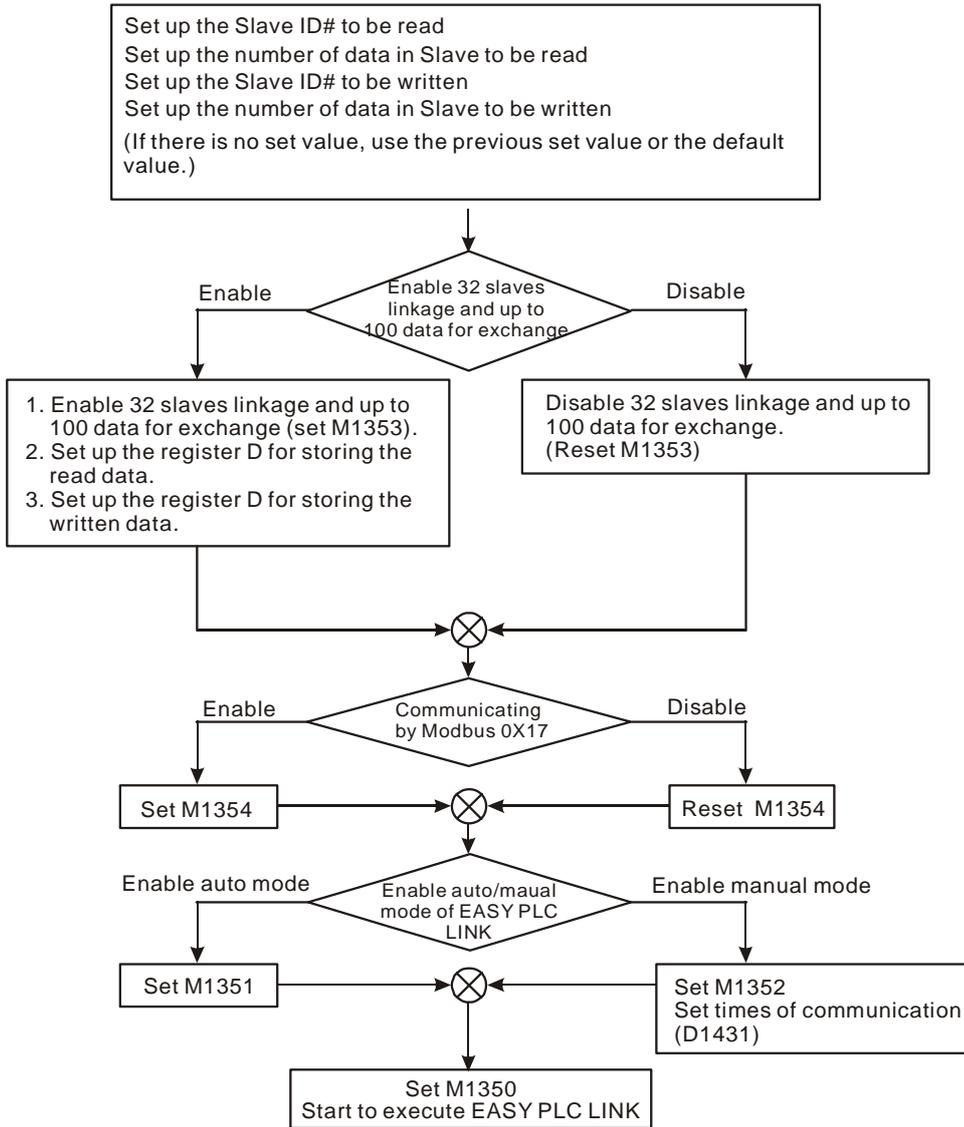 Set up the Slave ID# to be read
Set up the number of data in Slave to be read
Set up the Slave ID# to be written
Set up the number of data in Slave to be written
(If there is no set value, use the previous set value or the default
value.)
Enable
Enable 32 slaves
linkage and up to
100 data for exchange
Disable
1. Enable 32 slaves linkage and up to
100 data for exchange (set M1353).
2. Set up the register D for storing the
read data.
3. Set up the register D for storing the
written data.
Disable 32 slaves linkage and up to
100 data for exchange.
(Reset M1353)
Enable
Communicating
by Modbus 0X17
Disable
Set M1354
Reset M1354
Enable auto mode
Enable auto/maual
mode of EASY PLC
LINK
Enable manual mode
Set M1351
Set M1352
Set times of communication
(D1431)
Set M1350
Start to execute EASY PLC LINK